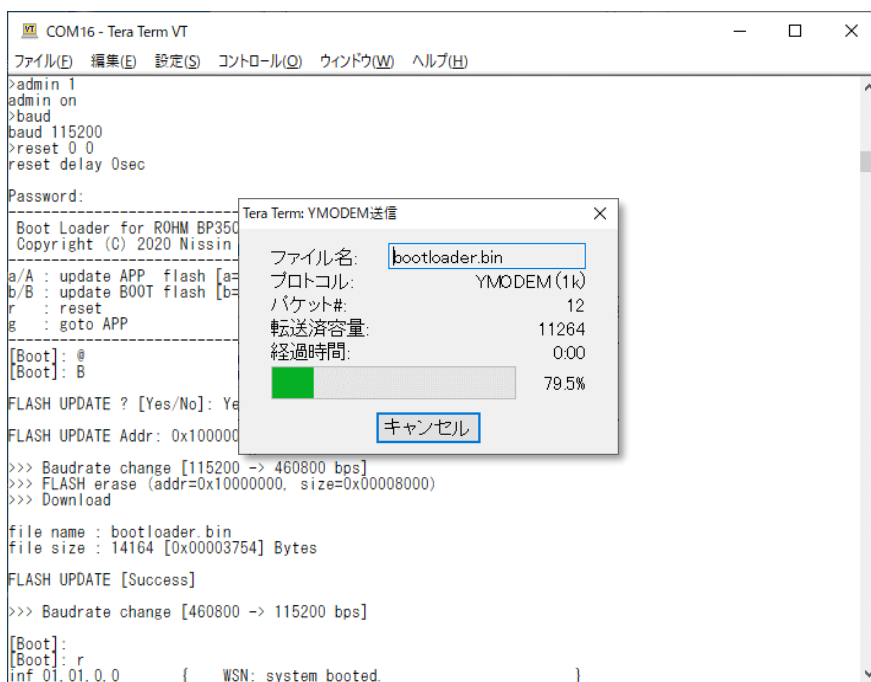 COM16 - Tera Term VT
ファイル(F) 編集(E) 設定(S) コントロール(O) ウィンドウ(W) ヘルプ(H)
>admin 1
admin on
>baud
baud 115200
>reset 0 0
reset delay 0sec
Password:
Boot Loader for ROHM BP350
Copyright (C) 2020 Nissin
a/A : update APP flash [a=
b/B : update BOOT flash [b=
r : reset
g : goto APP
[Boot]: @
[Boot]: B
FLASH UPDATE ? [Yes/No]: Ye
FLASH UPDATE Addr: 0x100000
>>> Baudrate change [115200 -> 460800 bps]
>>> FLASH erase (addr=0x10000000, size=0x00008000)
>>> Download
file name : bootloader.bin
file size : 14164 [0x00003754] Bytes
FLASH UPDATE [Success]
>>> Baudrate change [460800 -> 115200 bps]
[Boot]:
[Boot]: r
inf 01.01.0.0 { WSN: system booted. }
Tera Term: YMODEM送信
ファイル名: bootloader.bin
プロトコル: YMODEM (1k)
パケット#: 12
転送済容量: 11264
経過時間: 0:00
79.5%
キャンセル